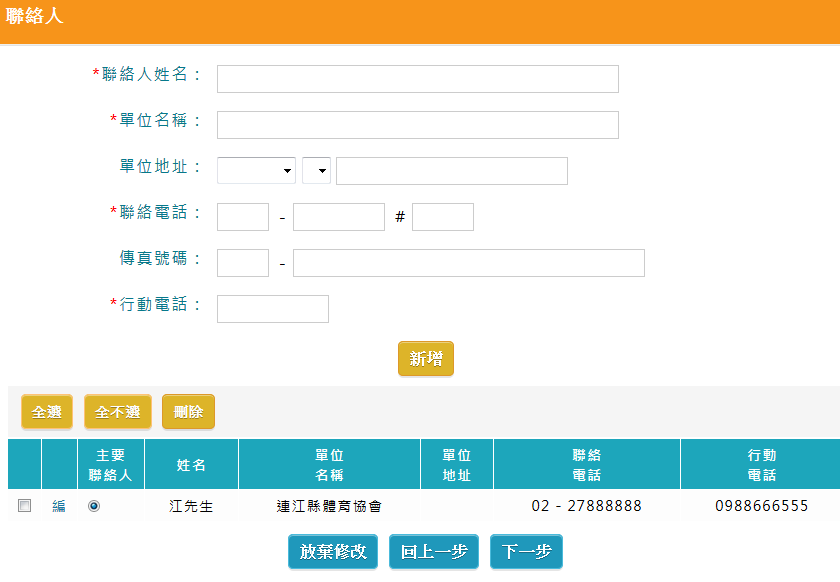 聯絡人
*聯絡人姓名：
*單位名稱：
單位地址：
*聯絡電話： - #
傳真號碼： -
*行動電話：
新增
全選 全不選 刪除
主要 單位 單位 聯絡 行動
聯絡人 姓名 名稱 地址 電話 電話
編 江先生 連江縣體育協會 02 - 27888888 0988666555
放棄修改 回上一步 下一步